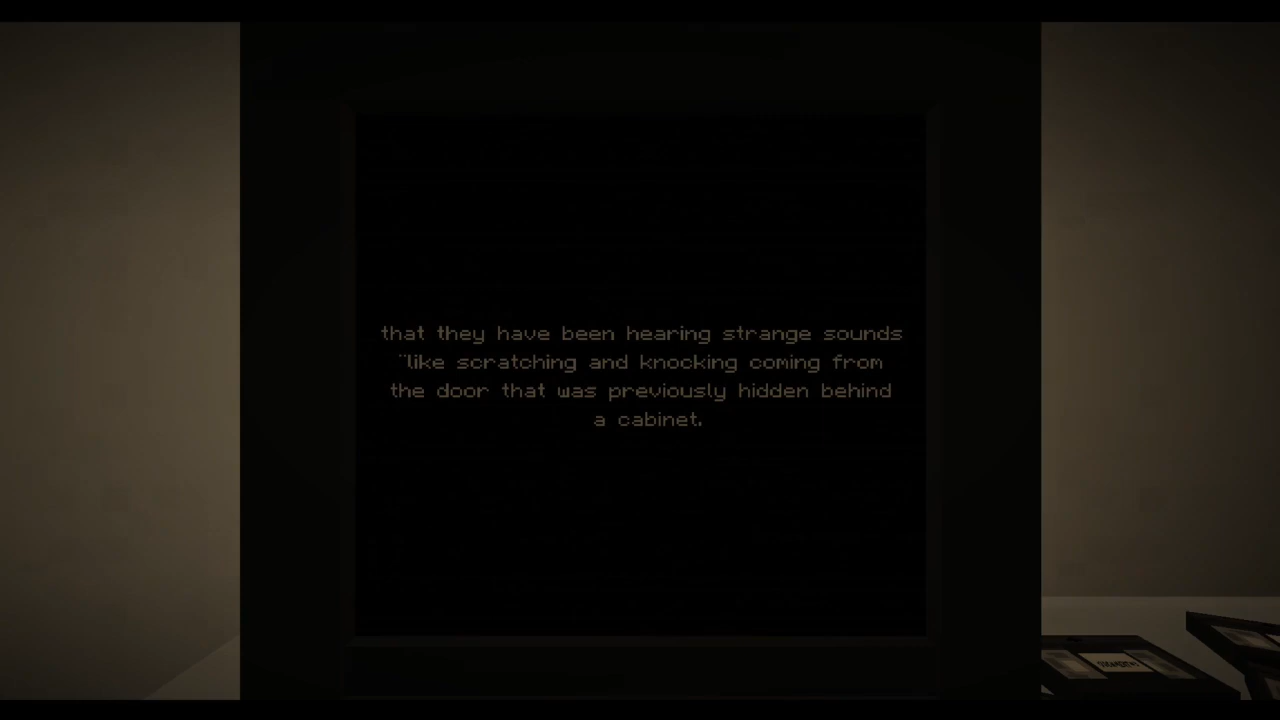 that they have been hearing strange sounds
"like scratching and knocking coming from
the door that was previously hidden behind
a cabinet.